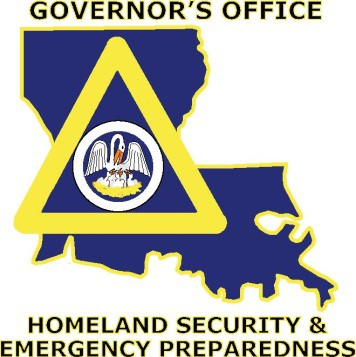 GOVERNOR'S OFFICE
HOMELAND SECURITY &
EMERGENCY PREPAREDNESS